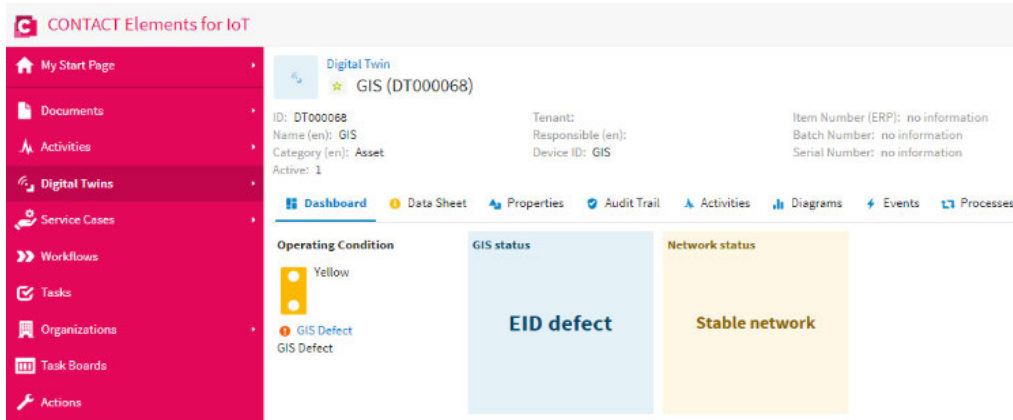 CONTACT Elements for IoT
My Start Page
Documents
Activities
Digital Twins
Service Cases
Workflows
Tasks
Organizations
Task Boards
Actions
Digital Twin
GIS (DT000068)
ID: DT000068
Name (en): GIS
Category (en): Asset
Active: 1
Tenant:
Responsible (en):
Device ID: GIS
Item Number (ERP): no information
Batch Number: no information
Serial Number: no information
Dashboard Data Sheet Properties Audit Trail Activities Diagrams Events Processes
Operating Condition
Yellow
GIS Defect
GIS Defect
GIS status
EID defect
Network status
Stable network